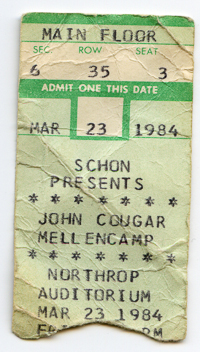 MAIN FLOOR
SEC. ROW SEAT
6 35 3
ADMIT ONE THIS DATE
MAR 23 1984
SCHON
PRESENTS
* * * * * * * *
JOHN COUGAR
MELLENCAMP
* * * * * * * *
NORTHROP
AUDITORIUM
MAR 23 1984